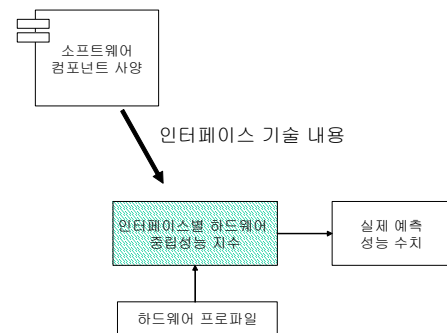 소프트웨어
컴포넌트 사양
인터페이스 기술 내용
인터페이스별 하드웨어
중립성능 지수
실제 예측
성능 수치
하드웨어 프로파일